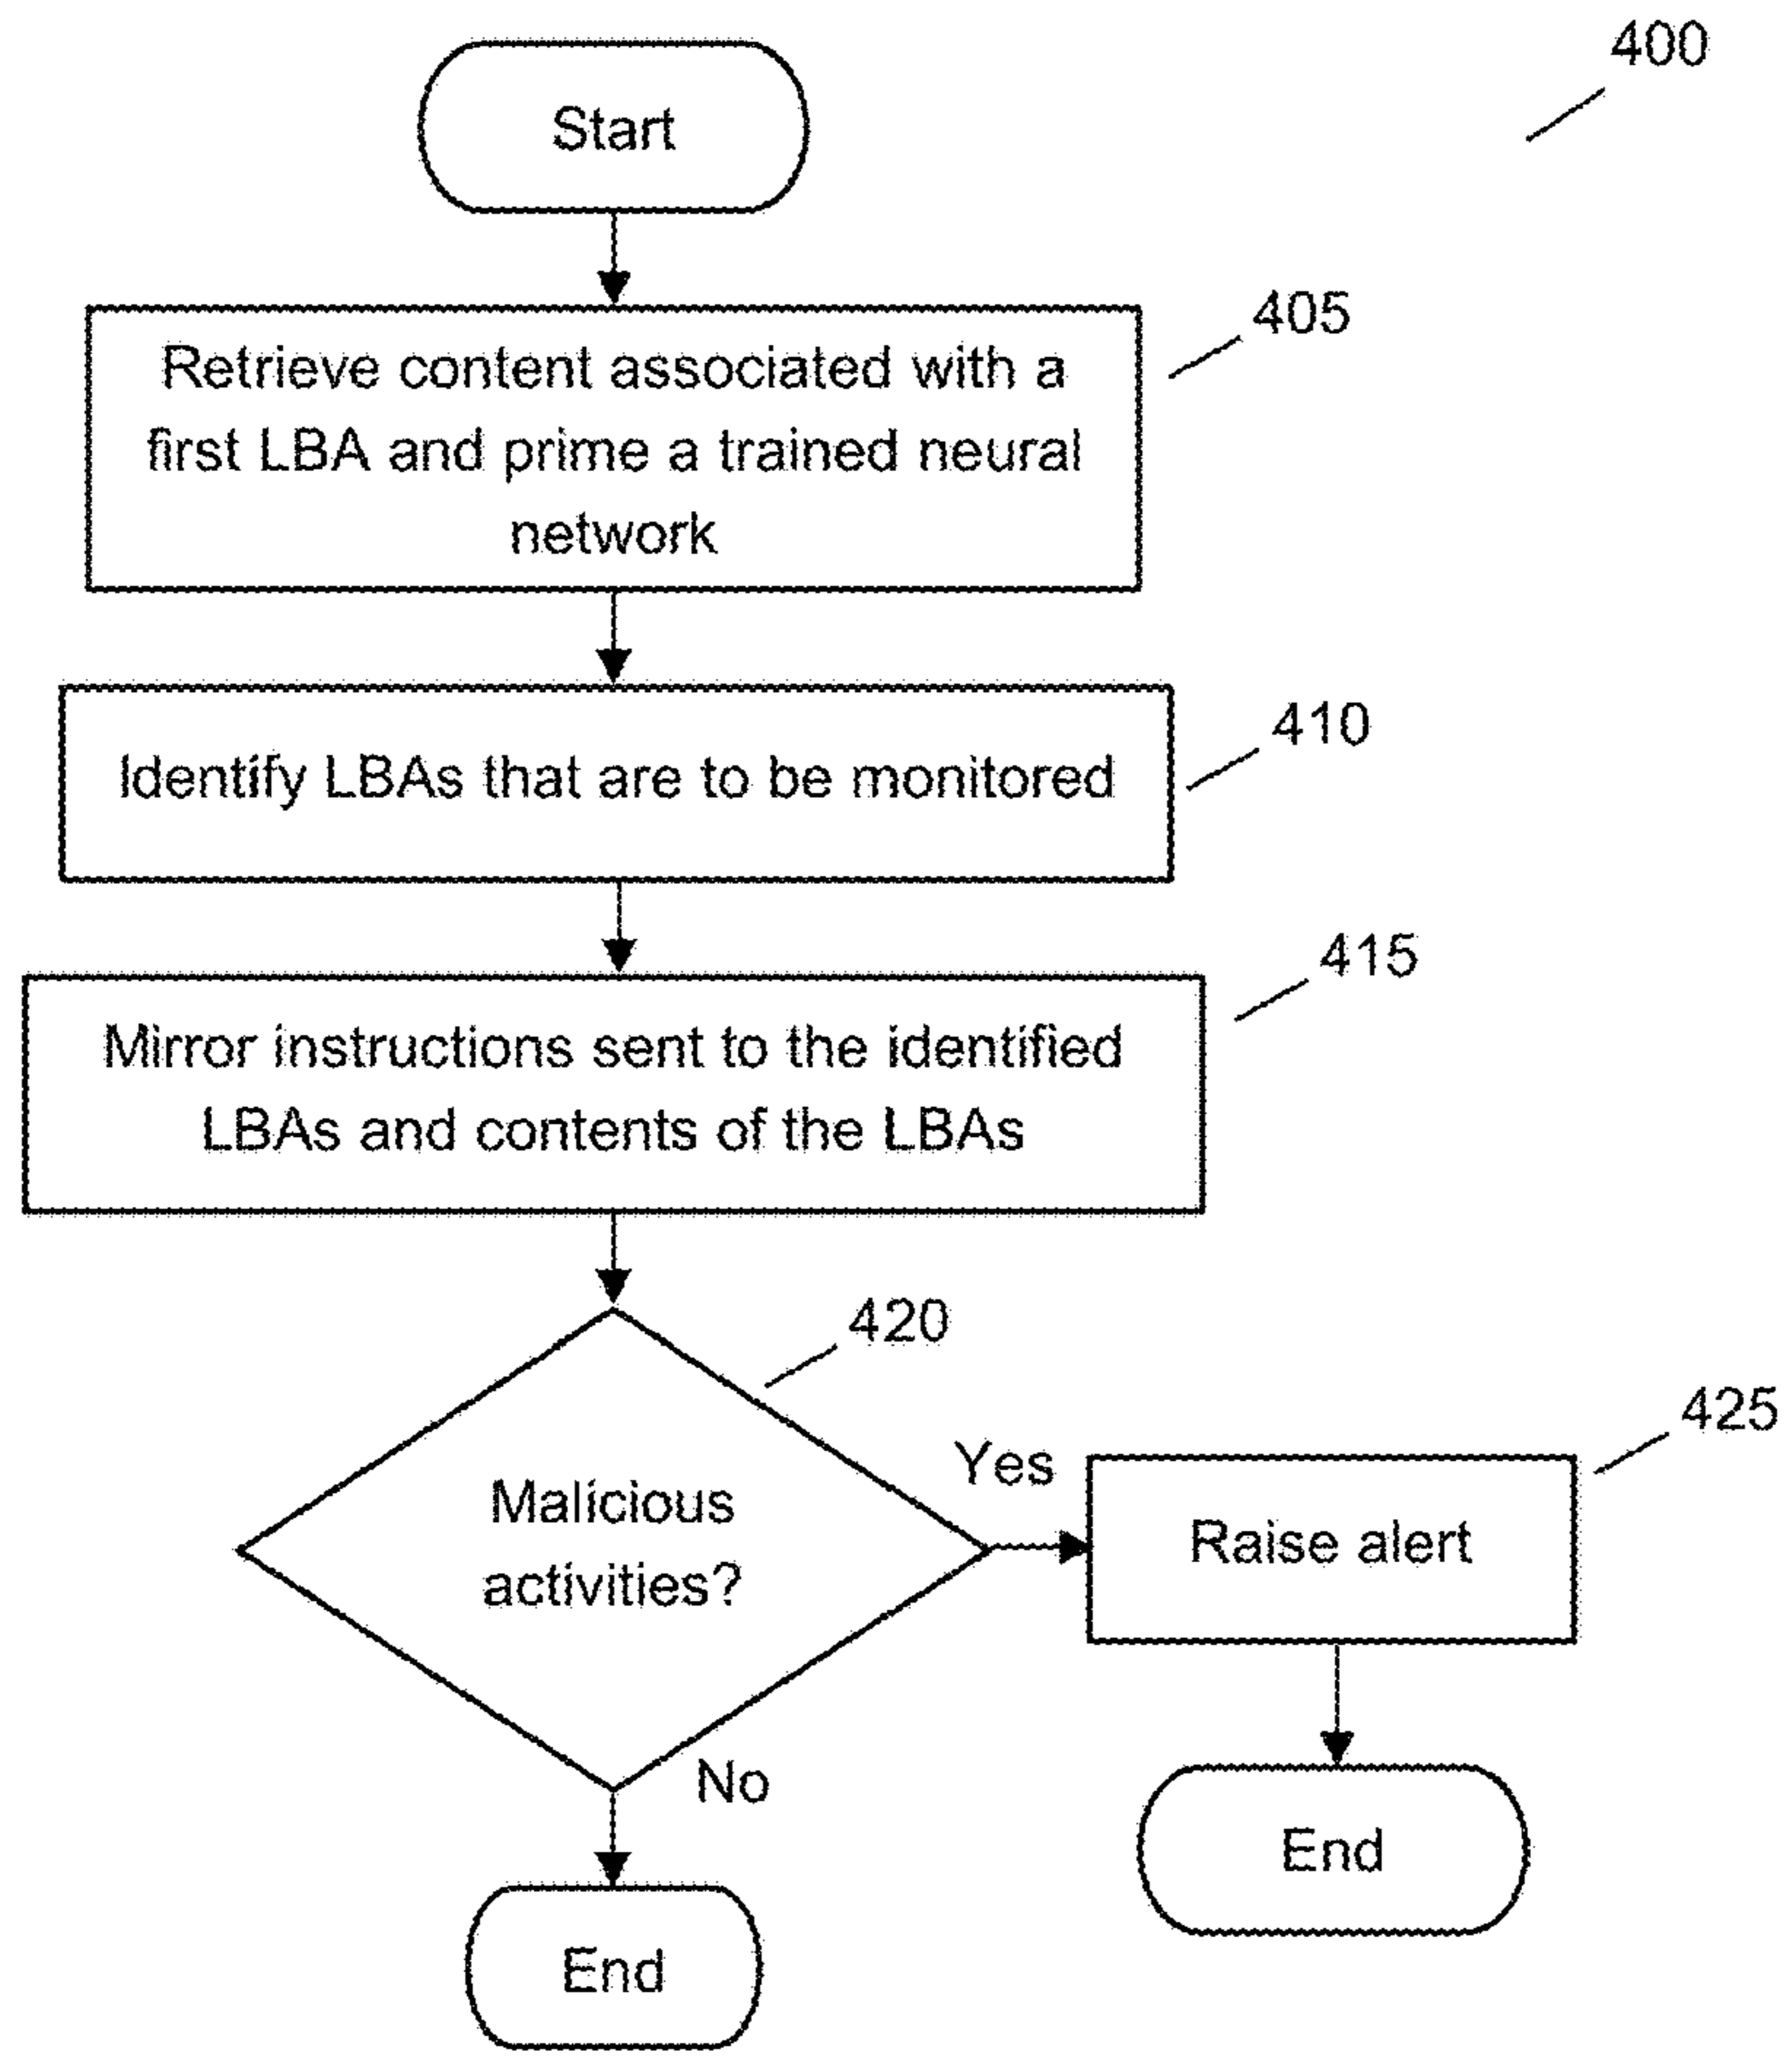 400
Start
405
Retrieve content associated with a
first LBA and prime a trained neural
network
410
Identify LBAs that are to be monitored
415
Mirror instructions sent to the identified
LBAs and contents of the LBAs
420
Malicious
activities?
Yes
425
Raise alert
No
End
End